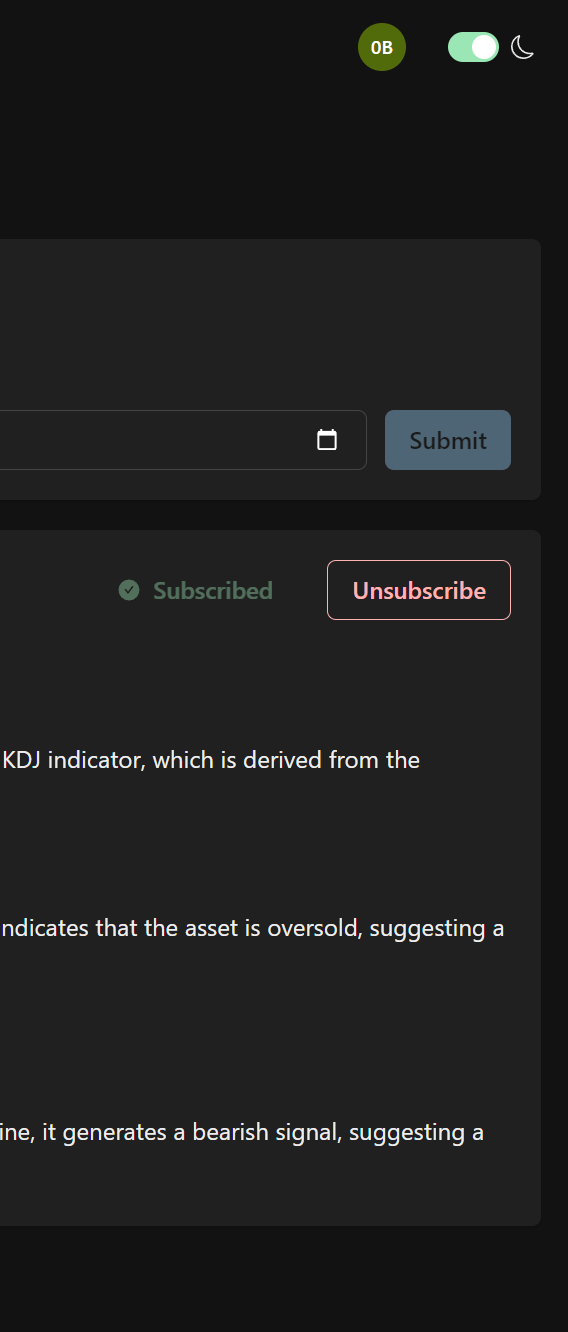 0B
Submit
Subscribed
Unsubscribe
KDJ indicator, which is derived from the
ndicates that the asset is oversold, suggesting a
ine, it generates a bearish signal, suggesting a